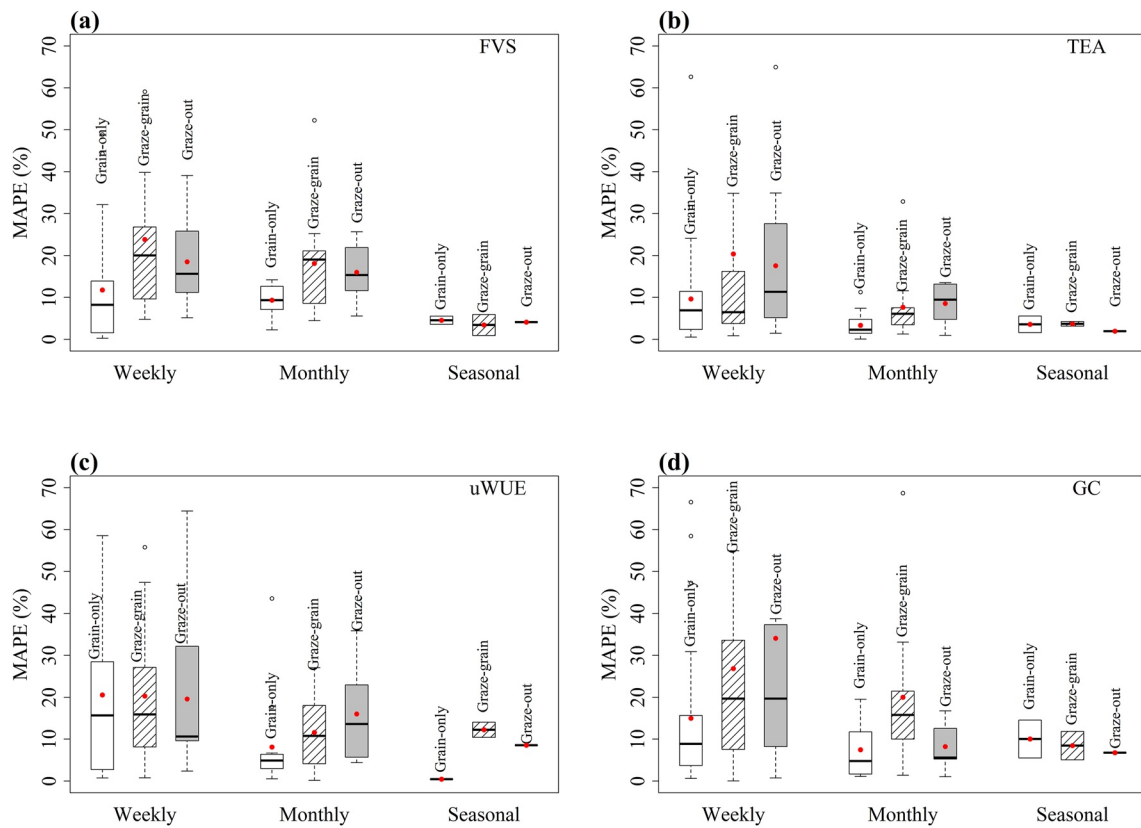 (a)
FVS
MAPE (%)
70
60
50
40
30
20
10
0
Grain-only
Graze-grain
Graze-out
Grain-only
Graze-grain
Graze-out
Grain-only
Graze-grain
Graze-out
Weekly
Monthly
Seasonal
(b)
TEA
MAPE (%)
70
60
50
40
30
20
10
0
Grain-only
Graze-grain
Graze-out
Grain-only
Graze-grain
Graze-out
Grain-only
Graze-grain
Graze-out
Weekly
Monthly
Seasonal
(c)
uWUE
MAPE (%)
70
60
50
40
30
20
10
0
Grain-only
Graze-grain
Graze-out
Grain-only
Graze-grain
Graze-out
Grain-only
Graze-grain
Graze-out
Weekly
Monthly
Seasonal
(d)
GC
MAPE (%)
70
60
50
40
30
20
10
0
Grain-only
Graze-grain
Graze-out
Grain-only
Graze-grain
Graze-out
Grain-only
Graze-grain
Graze-out
Weekly
Monthly
Seasonal